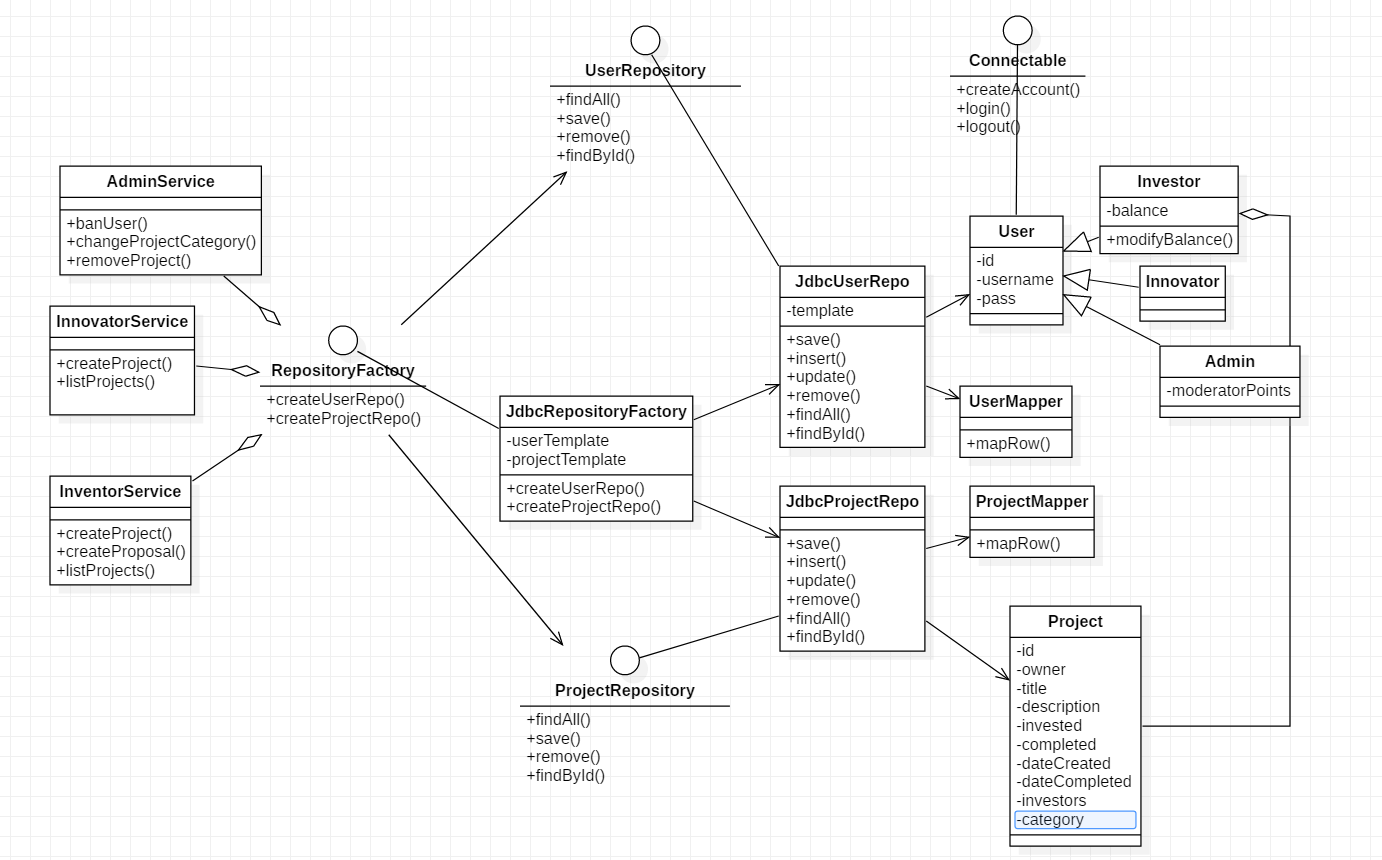 UserRepository
+findAll()
+save()
+remove()
+findById()
Connectable
+createAccount()
+login()
+logout()
AdminService
+banUser()
+changeProjectCategory()
+removeProject()
InnovatorService
+createProject()
+listProjects()
InventorService
+createProject()
+createProposal()
+listProjects()
RepositoryFactory
+createUserRepo()
+createProjectRepo()
JdbcRepositoryFactory
-userTemplate
-projectTemplate
+createUserRepo()
+createProjectRepo()
ProjectRepository
+findAll()
+save()
+remove()
+findById()
JdbcUserRepo
-template
+save()
+insert()
+update()
+remove()
+findAll()
+findById()
JdbcProjectRepo
+save()
+insert()
+update()
+remove()
+findAll()
+findById()
User
-id
-username
-pass
Investor
-balance
+modifyBalance()
Innovator
Admin
-moderatorPoints
UserMapper
+mapRow()
ProjectMapper
+mapRow()
Project
-id
-owner
-title
-description
-invested
-completed
-dateCreated
-dateCompleted
-investors
-category